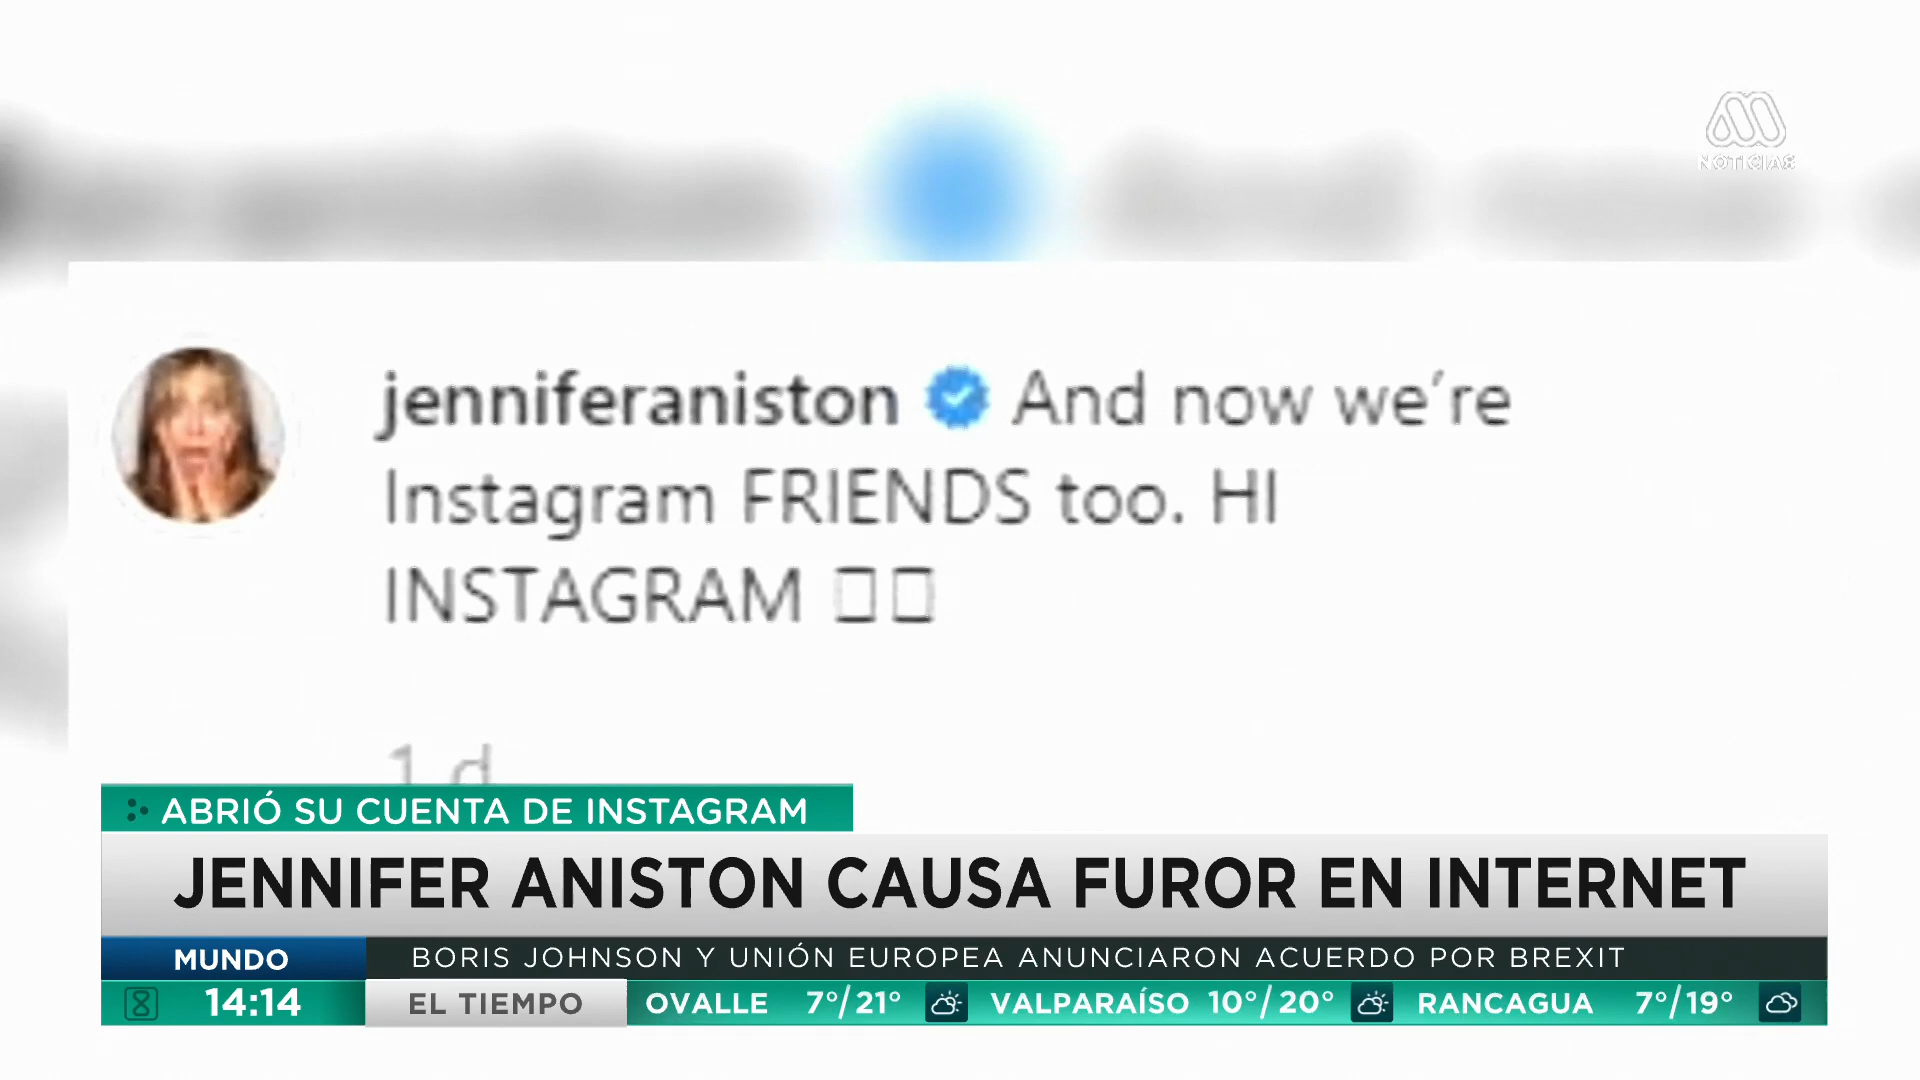 NOTICIAS
jenniferaniston And now we're
Instagram FRIENDS too. HI
INSTAGRAM □□
1 d
ABRIÓ SU CUENTA DE INSTAGRAM
JENNIFER ANISTON CAUSA FUROR EN INTERNET
MUNDO BORIS JOHNSON Y UNIÓN EUROPEA ANUNCIARON ACUERDO POR BREXIT
14:14 EL TIEMPO OVALLE 7°/21° VALPARAÍSO 10°/20° RANCAGUA 7°/19°